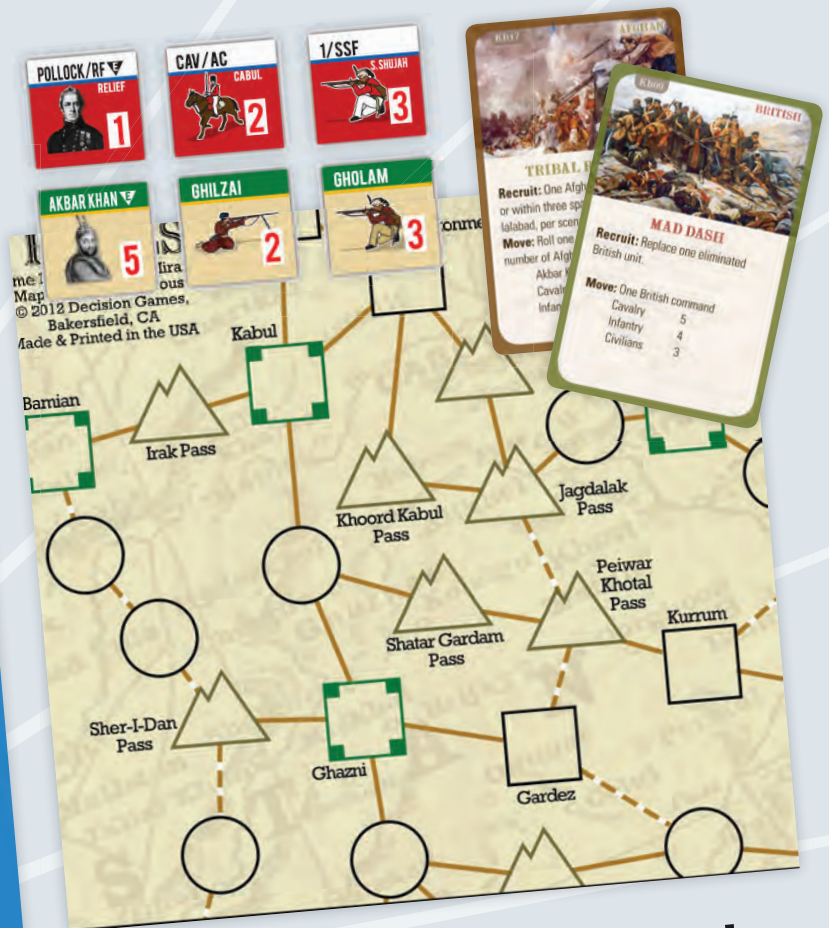 POLLOCK/RF E
RELIEF
1
CAV/AC
CABUL
2
1/SSF
S.SHUJAH
3
AKBAR KHAN E
5
GHILZAI
2
GHOLAM
3
Kb17
AFGHAN
TRIBAL
Recruit: One Afgh
or within three spa
lalabad, per scen
Move: Roll one
number of Afgh
Akbar K
Caval
Infan
Kb09
BRITISH
MAD DASH
Recruit: Replace one eliminated
British unit.
Move: One British command
Cavalry 5
Infantry 4
Civilians 3
Map
© 2012 Decision Games,
Bakersfield, CA
Made & Printed in the USA
Kabul
Bamian
Irak Pass
Khoord Kabul
Pass
Jagdalak
Pass
Peiwar
Khotal
Pass
Shatar Gardam
Pass
Kurrum
Sher-I-Dan
Pass
Ghazni
Gardez